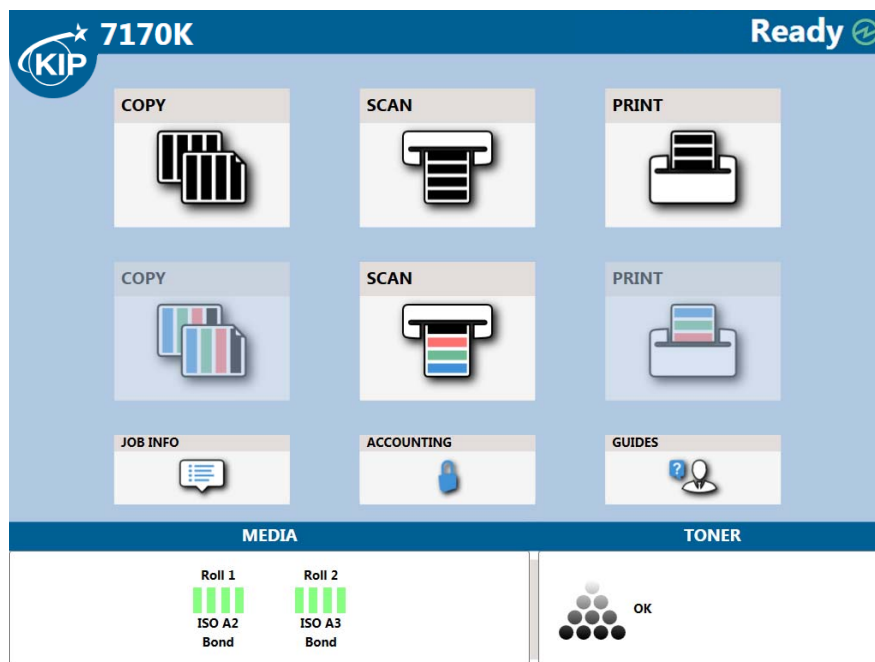 KIP 7170K Ready
COPY SCAN PRINT
COPY SCAN PRINT
JOB INFO ACCOUNTING GUIDES
?
MEDIA TONER
Roll 1 Roll 2
OK
ISO A2 ISO A3
Bond Bond